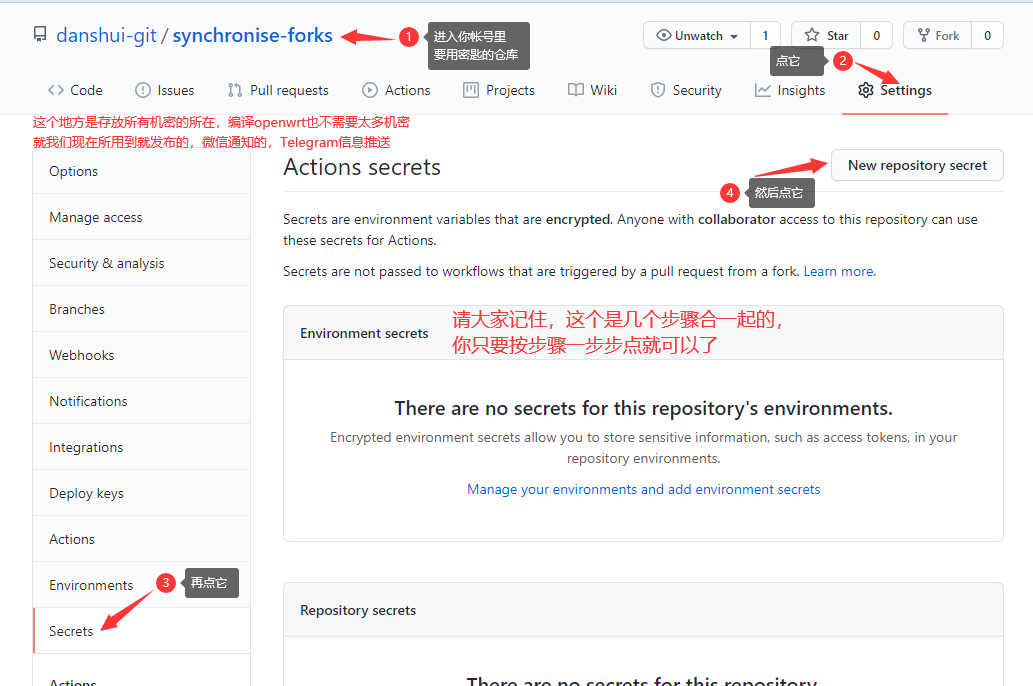 danshui-git / synchronise-forks
1
进入你帐号里
要用密匙的仓库
Unwatch
1
Star
0
Fork
0
点它
2
Code
Issues
Pull requests
Actions
Projects
Wiki
Security
Insights
Settings
这个地方是存放所有机密的所在，编译openwrt也不需要太多机密
就我们现在所用到就发布的，微信通知的，Telegram信息推送
Options
Manage access
Security & analysis
Branches
Webhooks
Notifications
Integrations
Deploy keys
Actions
Environments
3
再点它
Secrets
Actions
Actions secrets
New repository secret
4
然后点它
Secrets are environment variables that are encrypted. Anyone with collaborator access to this repository can use
these secrets for Actions.
Secrets are not passed to workflows that are triggered by a pull request from a fork. Learn more.
Environment secrets
请大家记住，这个是几个步骤合一起的，
你只要按步骤一步步点就可以了
There are no secrets for this repository's environments.
Encrypted environment secrets allow you to store sensitive information, such as access tokens, in your
repository environments.
Manage your environments and add environment secrets
Repository secrets
There are no secrets for this repository.